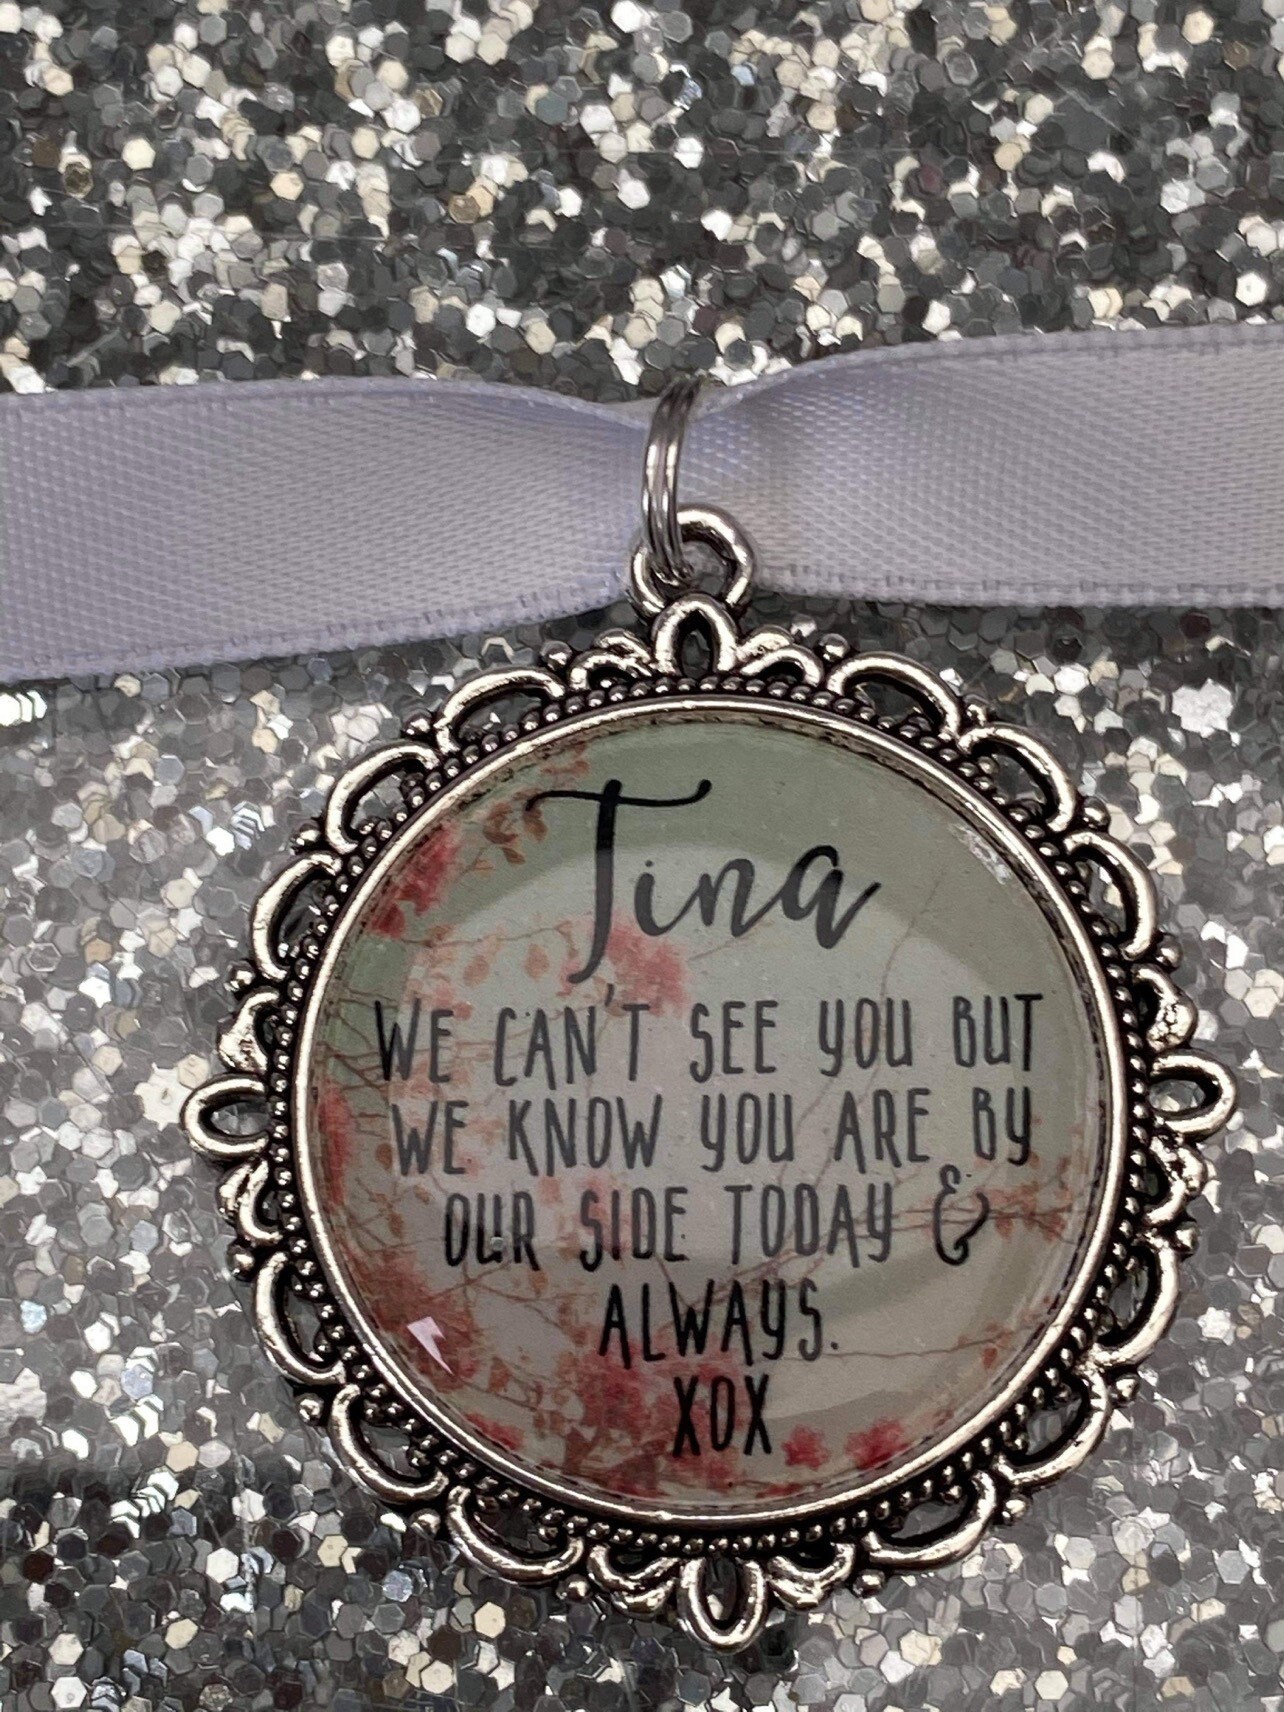 Tina
WE CAN'T SEE YOU BUT
WE KNOW YOU ARE BY
OUR SIDE TODAY &
ALWAYS.
XOX